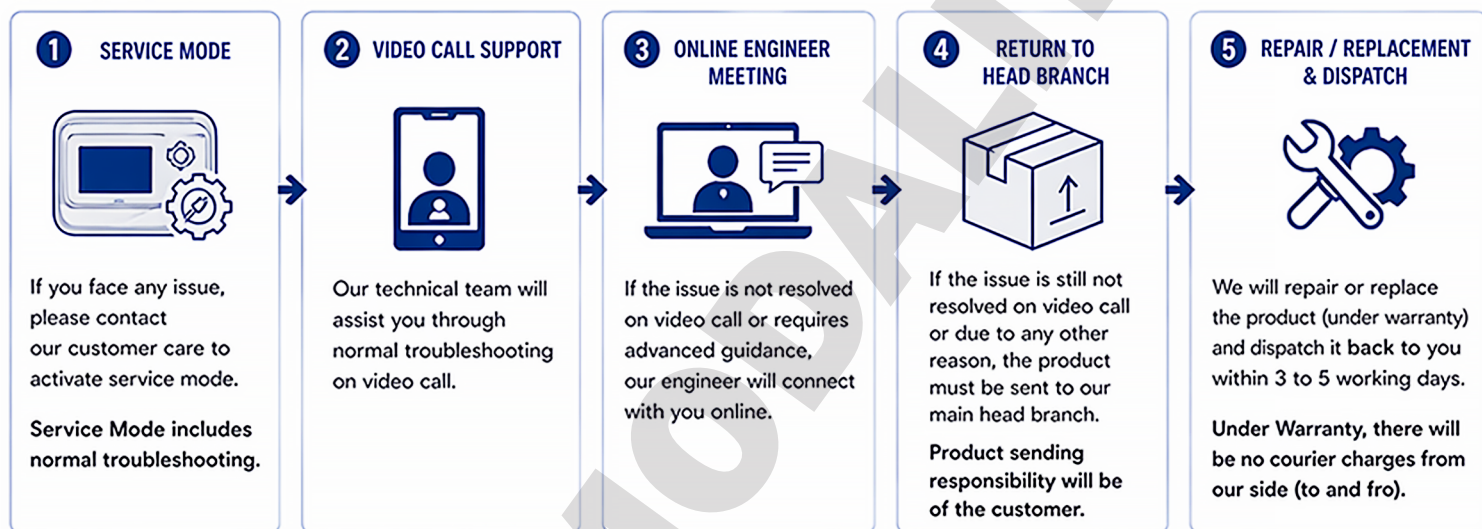 1 SERVICE MODE
If you face any issue,
please contact
our customer care to
activate service mode.
Service Mode includes
normal troubleshooting.
2 VIDEO CALL SUPPORT
Our technical team will
assist you through
normal troubleshooting
on video call.
3 ONLINE ENGINEER
MEETING
If the issue is not resolved
on video call or requires
advanced guidance,
our engineer will connect
with you online.
4 RETURN TO
HEAD BRANCH
If the issue is still not
resolved on video call
or due to any other
reason, the product
must be sent to our
main head branch.
Product sending
responsibility will be
of the customer.
5 REPAIR / REPLACEMENT
& DISPATCH
We will repair or replace
the product (under warranty)
and dispatch it back to you
within 3 to 5 working days.
Under Warranty, there will
be no courier charges from
our side (to and fro).
MODALI